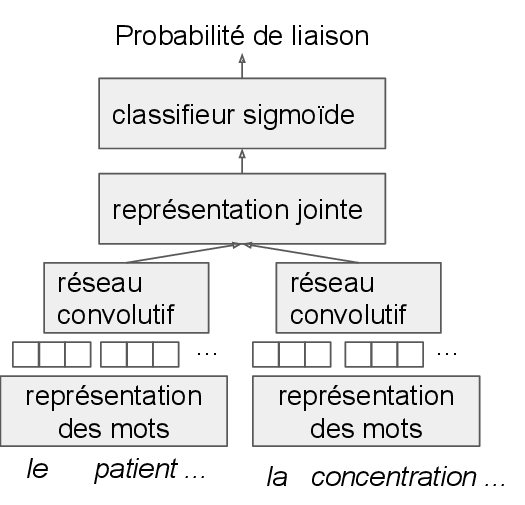 Probabilité de liaison
classifieur sigmoïde
représentation jointe
réseau
convolutif
réseau
convolutif
...
...
représentation
des mots
représentation
des mots
le patient ...
la concentration ...